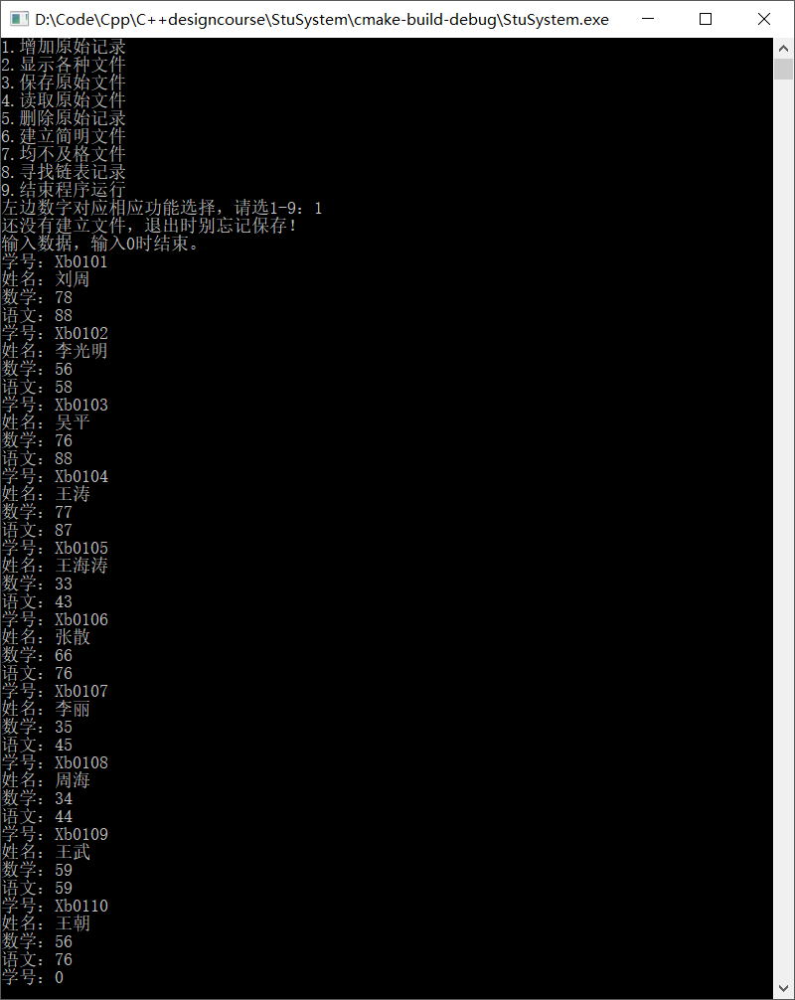 D:\Code\Cpp\C++designcourse\StuSystem\cmake-build-debug\StuSystem.exe
1.增加原始记录
2.显示各种文件
3.保存原始文件
4.读取原始文件
5.删除原始记录
6.建立简明文件
7.均不及格文件
8.寻找链表记录
9.结束程序运行
左边数字对应相应功能选择，请选1-9：1
还没有建立文件，退出时别忘记保存！
输入数据，输入0时结束。
学号：Xb0101
姓名：刘周
数学：78
语文：88
学号：Xb0102
姓名：李光明
数学：56
语文：58
学号：Xb0103
姓名：吴平
数学：76
语文：88
学号：Xb0104
姓名：王涛
数学：77
语文：87
学号：Xb0105
姓名：王海涛
数学：33
语文：43
学号：Xb0106
姓名：张散
数学：66
语文：76
学号：Xb0107
姓名：李丽
数学：35
语文：45
学号：Xb0108
姓名：周海
数学：34
语文：44
学号：Xb0109
姓名：王武
数学：59
语文：59
学号：Xb0110
姓名：王朝
数学：56
语文：76
学号：0